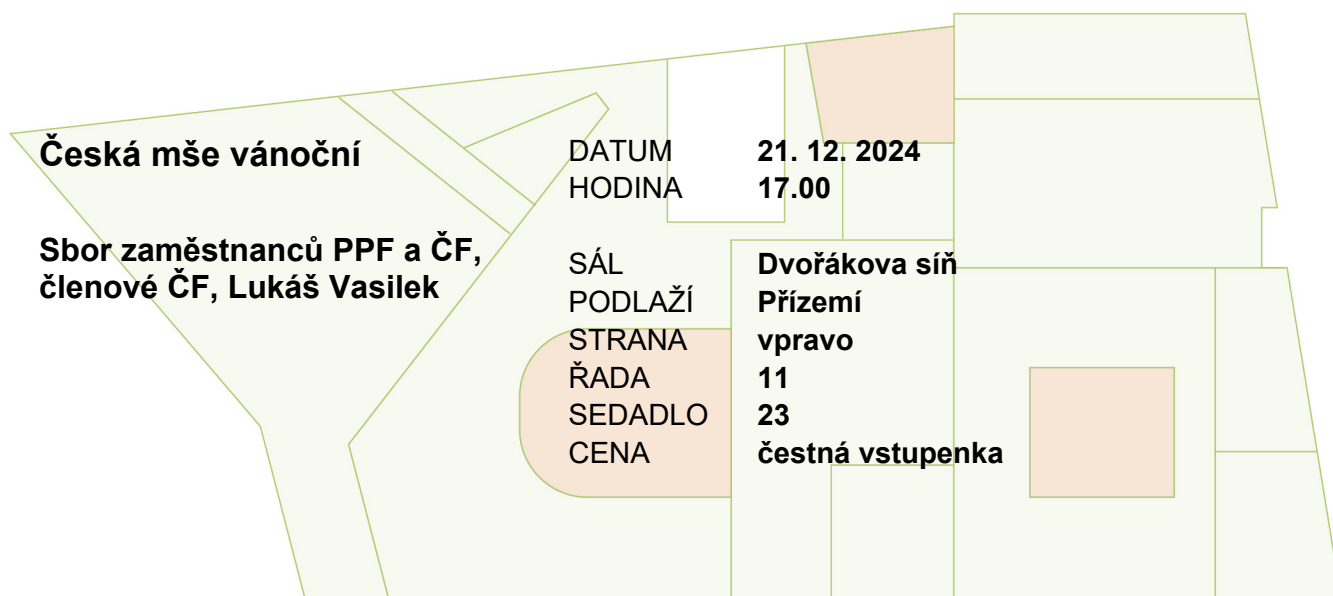 Česká mše vánoční
Sbor zaměstnanců PPF a ČF,
členové ČF, Lukáš Vasilek
DATUM 21. 12. 2024
HODINA 17.00
SÁL Dvořákova síň
PODLAŽÍ Přízemí
STRANA vpravo
ŘADA 11
SEDADLO 23
CENA čestná vstupenka